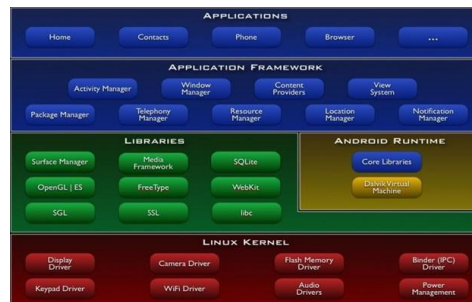 APPLICATIONS
Home Contacts Phone Browser ...
APPLICATION FRAMEWORK
Activity Manager Window Manager Content Providers View System
Package Manager Telephony Manager Resource Manager Location Manager Notification Manager
LIBRARIES
Surface Manager Media Framework SQLite
OpenGL | ES FreeType WebKit
SGL SSL libc
ANDROID RUNTIME
Core Libraries
Dalvik Virtual Machine
LINUX KERNEL
Display Driver Camera Driver Flash Memory Driver Binder (IPC) Driver
Keypad Driver WiFi Driver Audio Drivers Power Management